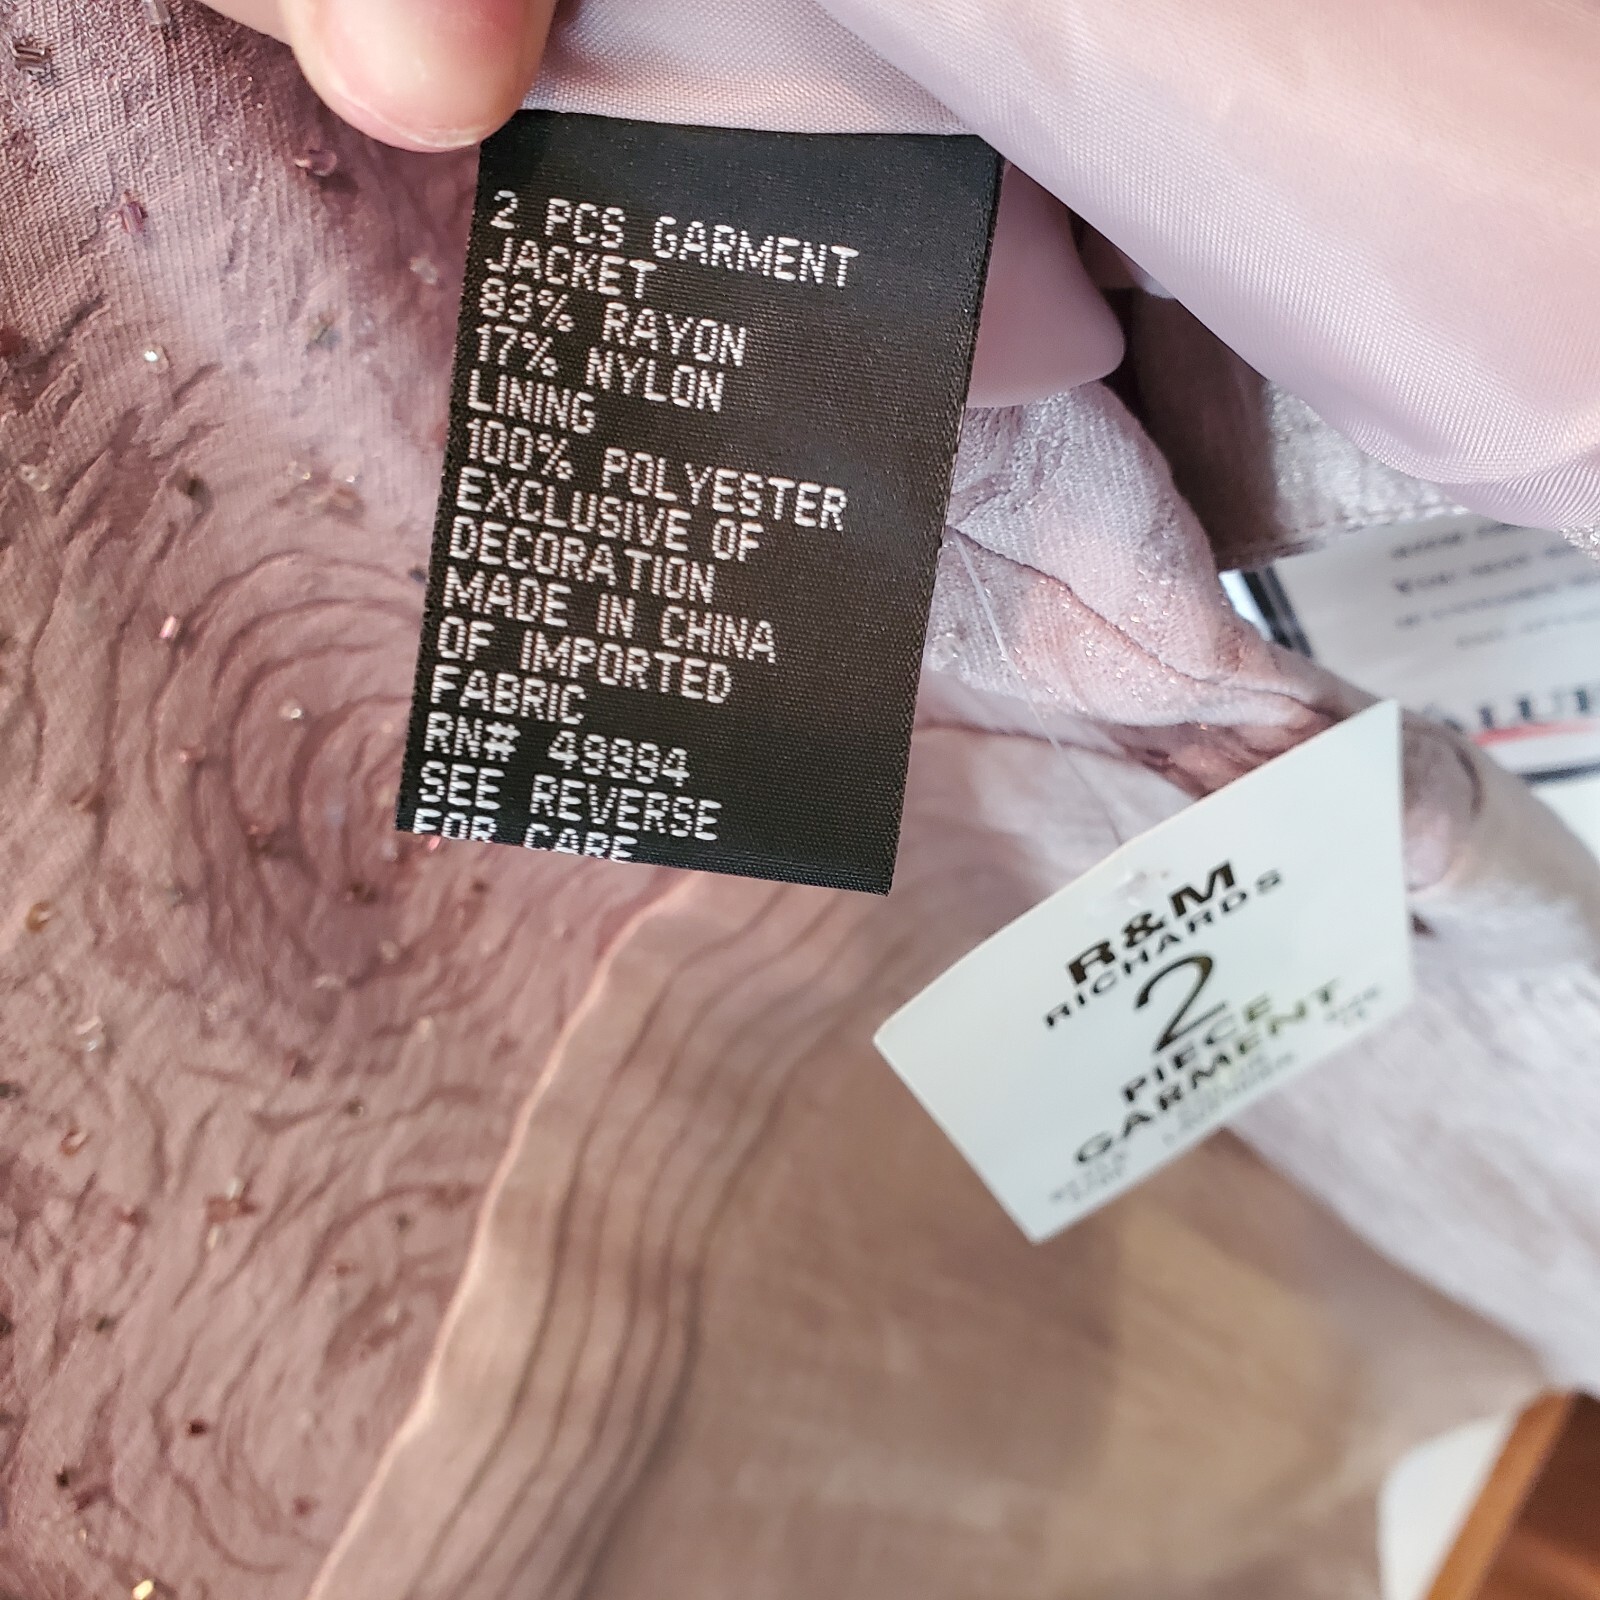 2 PCS GARMENT
JACKET
83% RAYON
17% NYLON
LINING
100% POLYESTER
EXCLUSIVE OF
DECORATION
MADE IN CHINA
OF IMPORTED
FABRIC
RN# 49994
SEE REVERSE
FOR CARE
R&M
RICHARDS
2
PIECE
GARMENT
VALUE